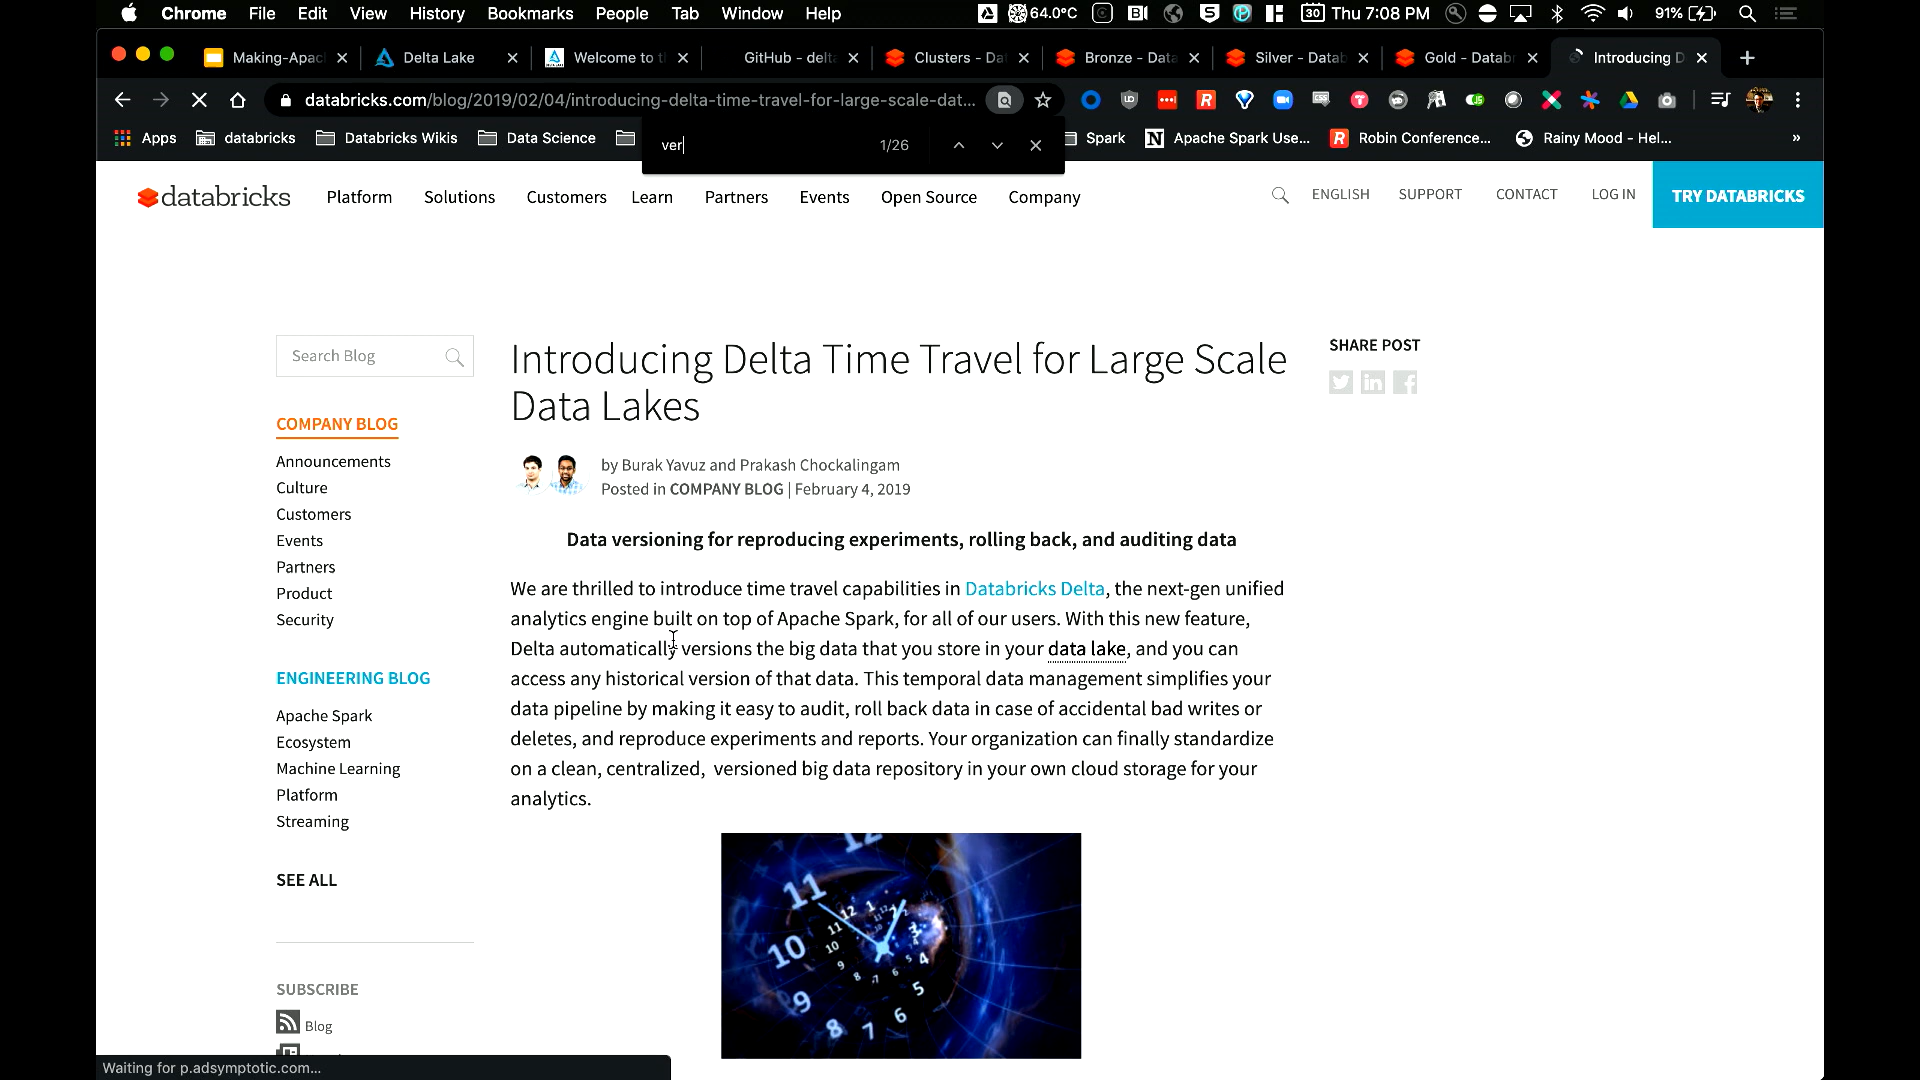 Chrome File Edit View History Bookmarks People Tab Window Help 64.0°C 30 Thu 7:08 PM 91%
Making-Apac Delta Lake Welcome to t GitHub - delt Clusters - Da Bronze - Data Silver - Datab Gold - Databr Introducing D
databricks.com/blog/2019/02/04/introducing-delta-time-travel-for-large-scale-dat...
Apps databricks Databricks Wikis Data Science Spark Apache Spark Use... Robin Conference... Rainy Mood - Hel... »
ver 1/26
databricks Platform Solutions Customers Learn Partners Events Open Source Company ENGLISH SUPPORT CONTACT LOG IN TRY DATABRICKS
Search Blog
COMPANY BLOG
Announcements
Culture
Customers
Events
Partners
Product
Security
ENGINEERING BLOG
Apache Spark
Ecosystem
Machine Learning
Platform
Streaming
SEE ALL
SUBSCRIBE
Blog
Introducing Delta Time Travel for Large Scale
Data Lakes
by Burak Yavuz and Prakash Chockalingam
Posted in COMPANY BLOG | February 4, 2019
Data versioning for reproducing experiments, rolling back, and auditing data
We are thrilled to introduce time travel capabilities in Databricks Delta, the next-gen unified
analytics engine built on top of Apache Spark, for all of our users. With this new feature,
Delta automatically versions the big data that you store in your data lake, and you can
access any historical version of that data. This temporal data management simplifies your
data pipeline by making it easy to audit, roll back data in case of accidental bad writes or
deletes, and reproduce experiments and reports. Your organization can finally standardize
on a clean, centralized,  versioned big data repository in your own cloud storage for your
analytics.
SHARE POST
Waiting for p.adsymptotic.com...